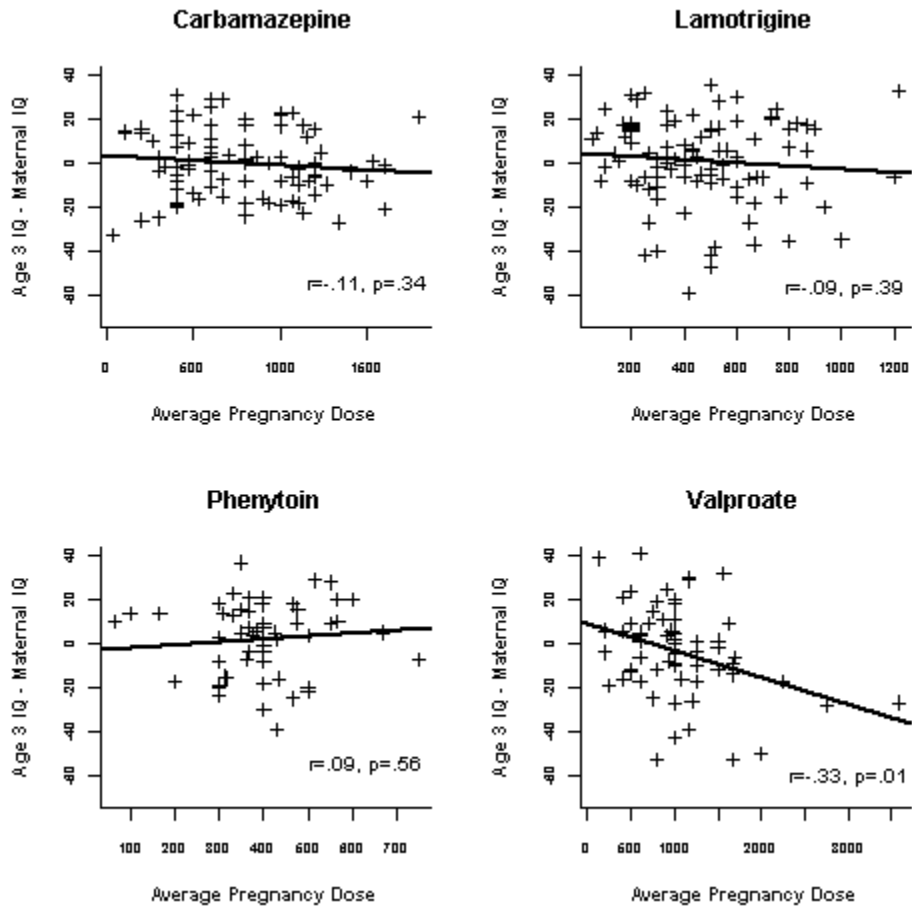 Carbamazepine
Age 3 IQ - Maternal IQ
40
20
0
-20
-40
-60
r=-.11, p=.34
0 500 1000 1500
Average Pregnancy Dose
Lamotrigine
Age 3 IQ - Maternal IQ
40
20
0
-20
-40
-60
r=-.09, p=.39
200 400 600 800 1000 1200
Average Pregnancy Dose
Phenytoin
Age 3 IQ - Maternal IQ
40
20
0
-20
-40
-60
r=.09, p=.56
100 200 300 400 500 600 700
Average Pregnancy Dose
Valproate
Age 3 IQ - Maternal IQ
40
20
0
-20
-40
-60
r=-.33, p=.01
0 500 1000 2000 3000
Average Pregnancy Dose